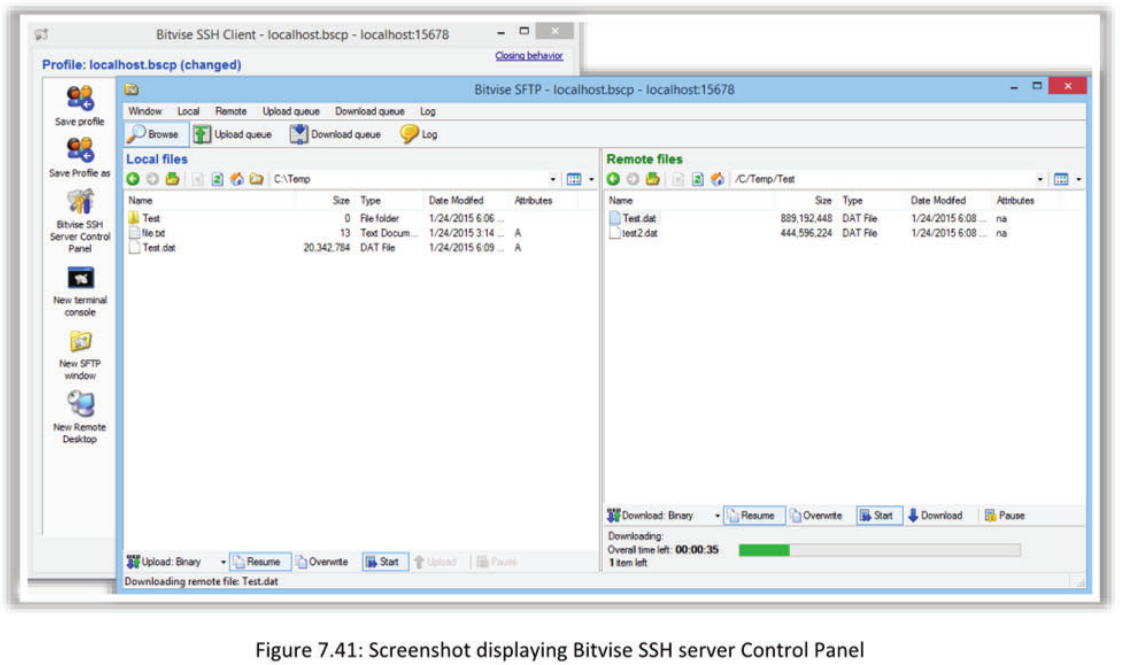 Bitvise SSH Client - localhost.bscp - localhost:15678
Closing behavior
Profile: localhost.bscp (changed)
Save profile
Save Profile as
Bitvise SSH
Server Control
Panel
New terminal
console
New SFTP
window
New Remote
Desktop
Bitvise SFTP - localhost.bscp - localhost:15678
Window Local Remote Upload queue Download queue Log
Browse Upload queue Download queue Log
Local files
C:\Temp
Name Size Type Date Modified Attributes
Test 0 File folder 1/24/2015 6:06 ...
file.txt 13 Text Docum... 1/24/2015 3:14 ... A
Test.dat 20,342,784 DAT File 1/24/2015 6:09 ... A
Upload: Binary Resume Overwrite Start Upload Pause
Remote files
/C/Temp/Test
Name Size Type Date Modified Attributes
Test.dat 889,192,448 DAT File 1/24/2015 6:08 ... na
test2.dat 444,596,224 DAT File 1/24/2015 6:08 ... na
Download: Binary Resume Overwrite Start Download Pause
Downloading:
Overall time left: 00:00:35
1 item left
Downloading remote file: Test.dat
Figure 7.41: Screenshot displaying Bitvise SSH server Control Panel